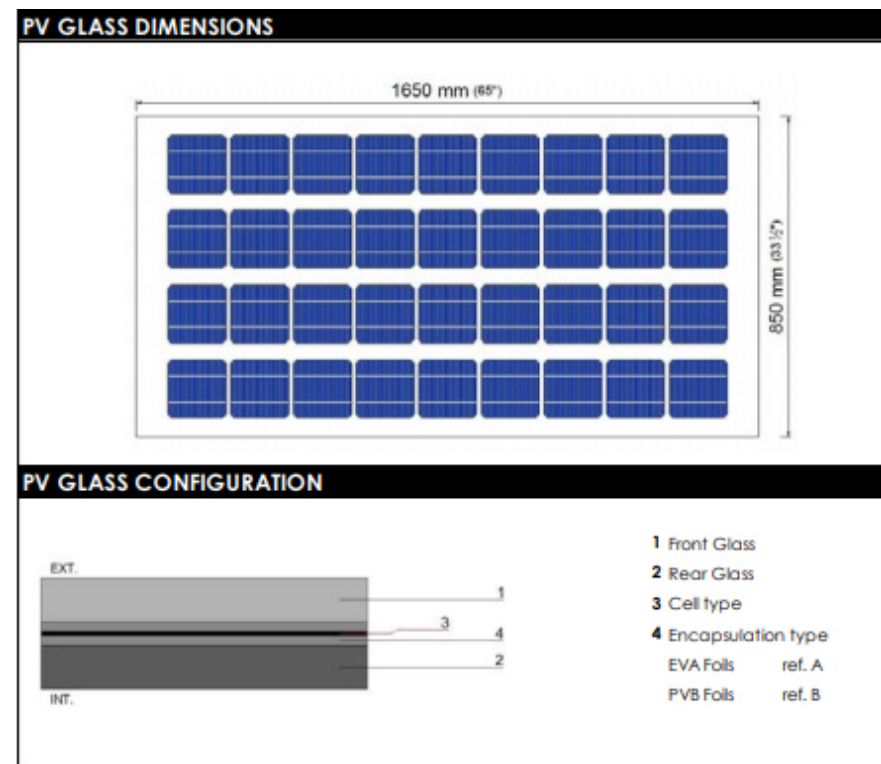 PV GLASS DIMENSIONS
1650 mm (65")
850 mm (33 ½")
PV GLASS CONFIGURATION
EXT.
1
3
4
2
INT.
1 Front Glass
2 Rear Glass
3 Cell type
4 Encapsulation type
EVA Foils ref. A
PVB Foils ref. B